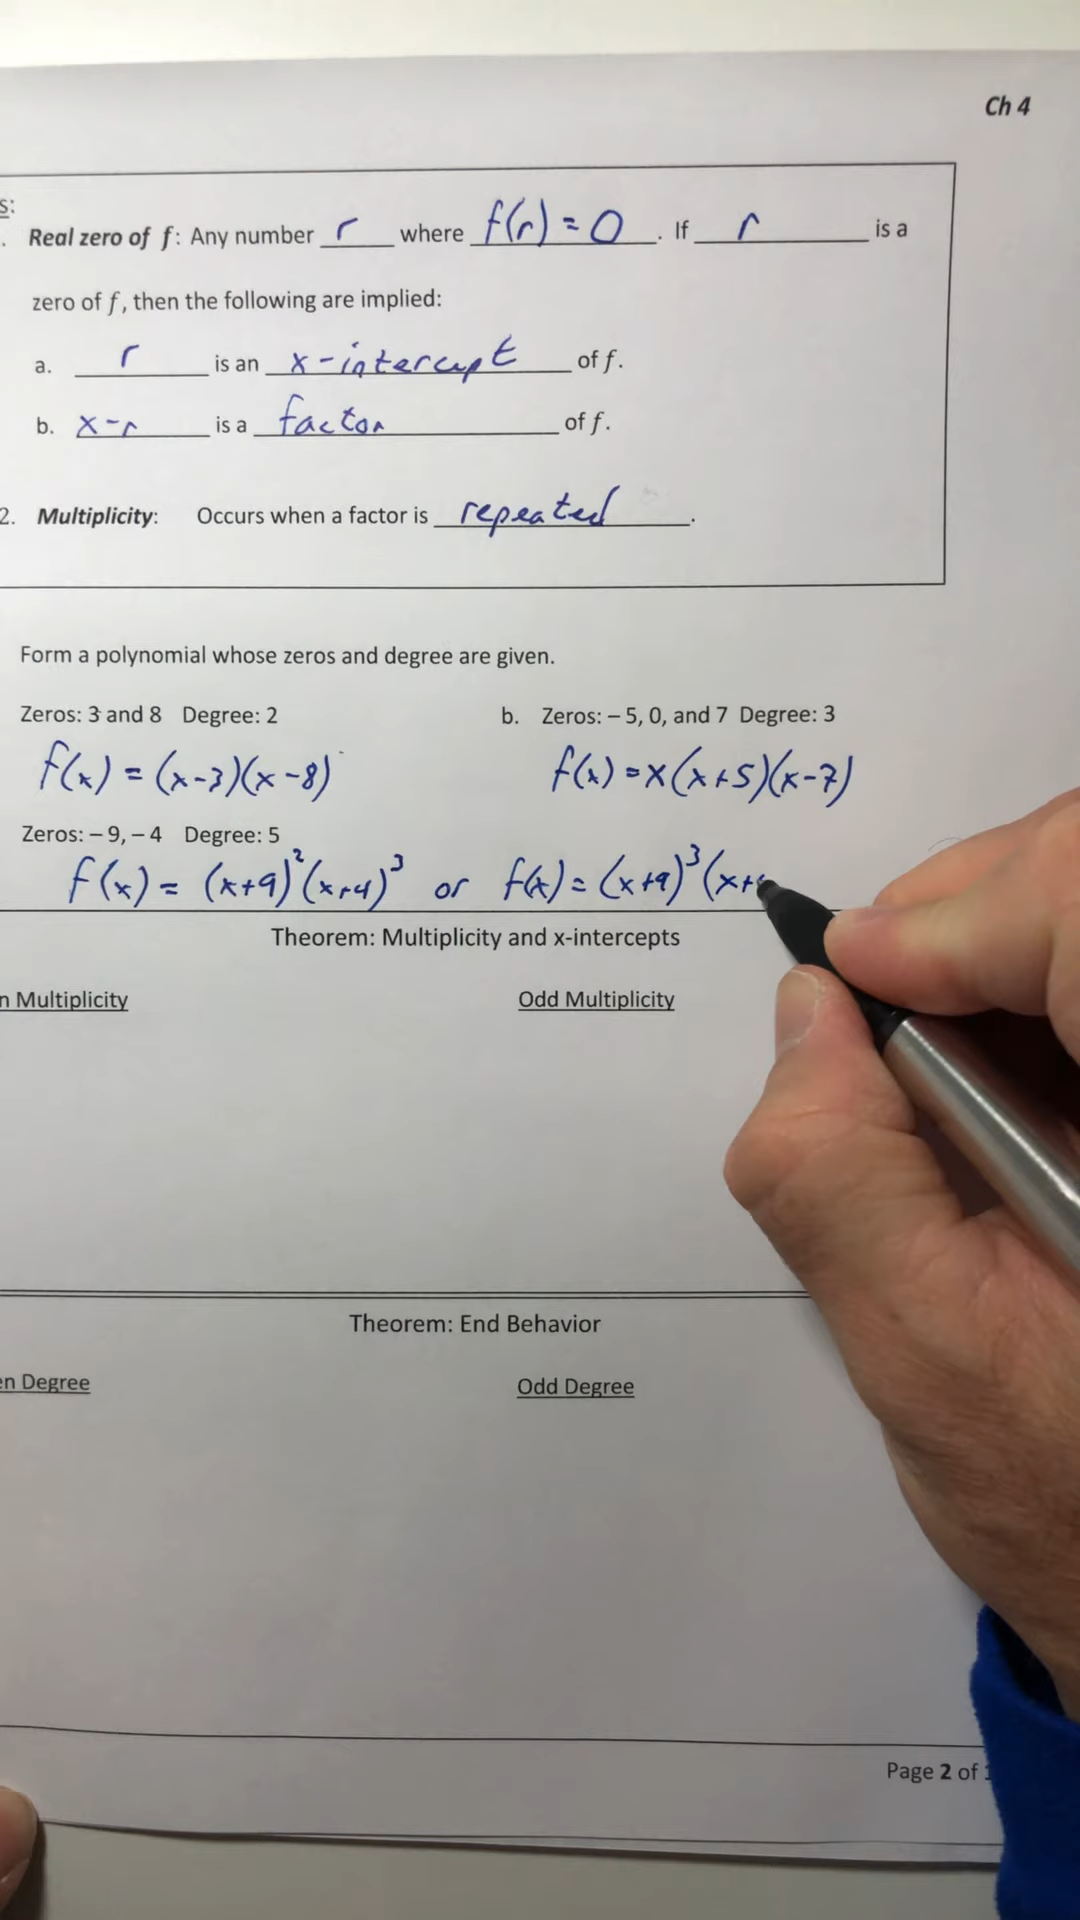 Ch 4
s:
. Real zero of f: Any number r where f(r) = 0. If r is a
zero of f, then the following are implied:
a. r is an x-intercept of f.
b. x-r is a factor of f.
2. Multiplicity: Occurs when a factor is repeated.
Form a polynomial whose zeros and degree are given.
Zeros: 3 and 8 Degree: 2 b. Zeros: – 5, 0, and 7 Degree: 3
f(x) = (x-3)(x-8) f(x) = x(x+5)(x-7)
Zeros: – 9, – 4 Degree: 5
f(x) = (x+9)²(x+4)³ or f(x) = (x+9)³(x+
Theorem: Multiplicity and x-intercepts
n Multiplicity Odd Multiplicity
Theorem: End Behavior
en Degree Odd Degree
Page 2 of